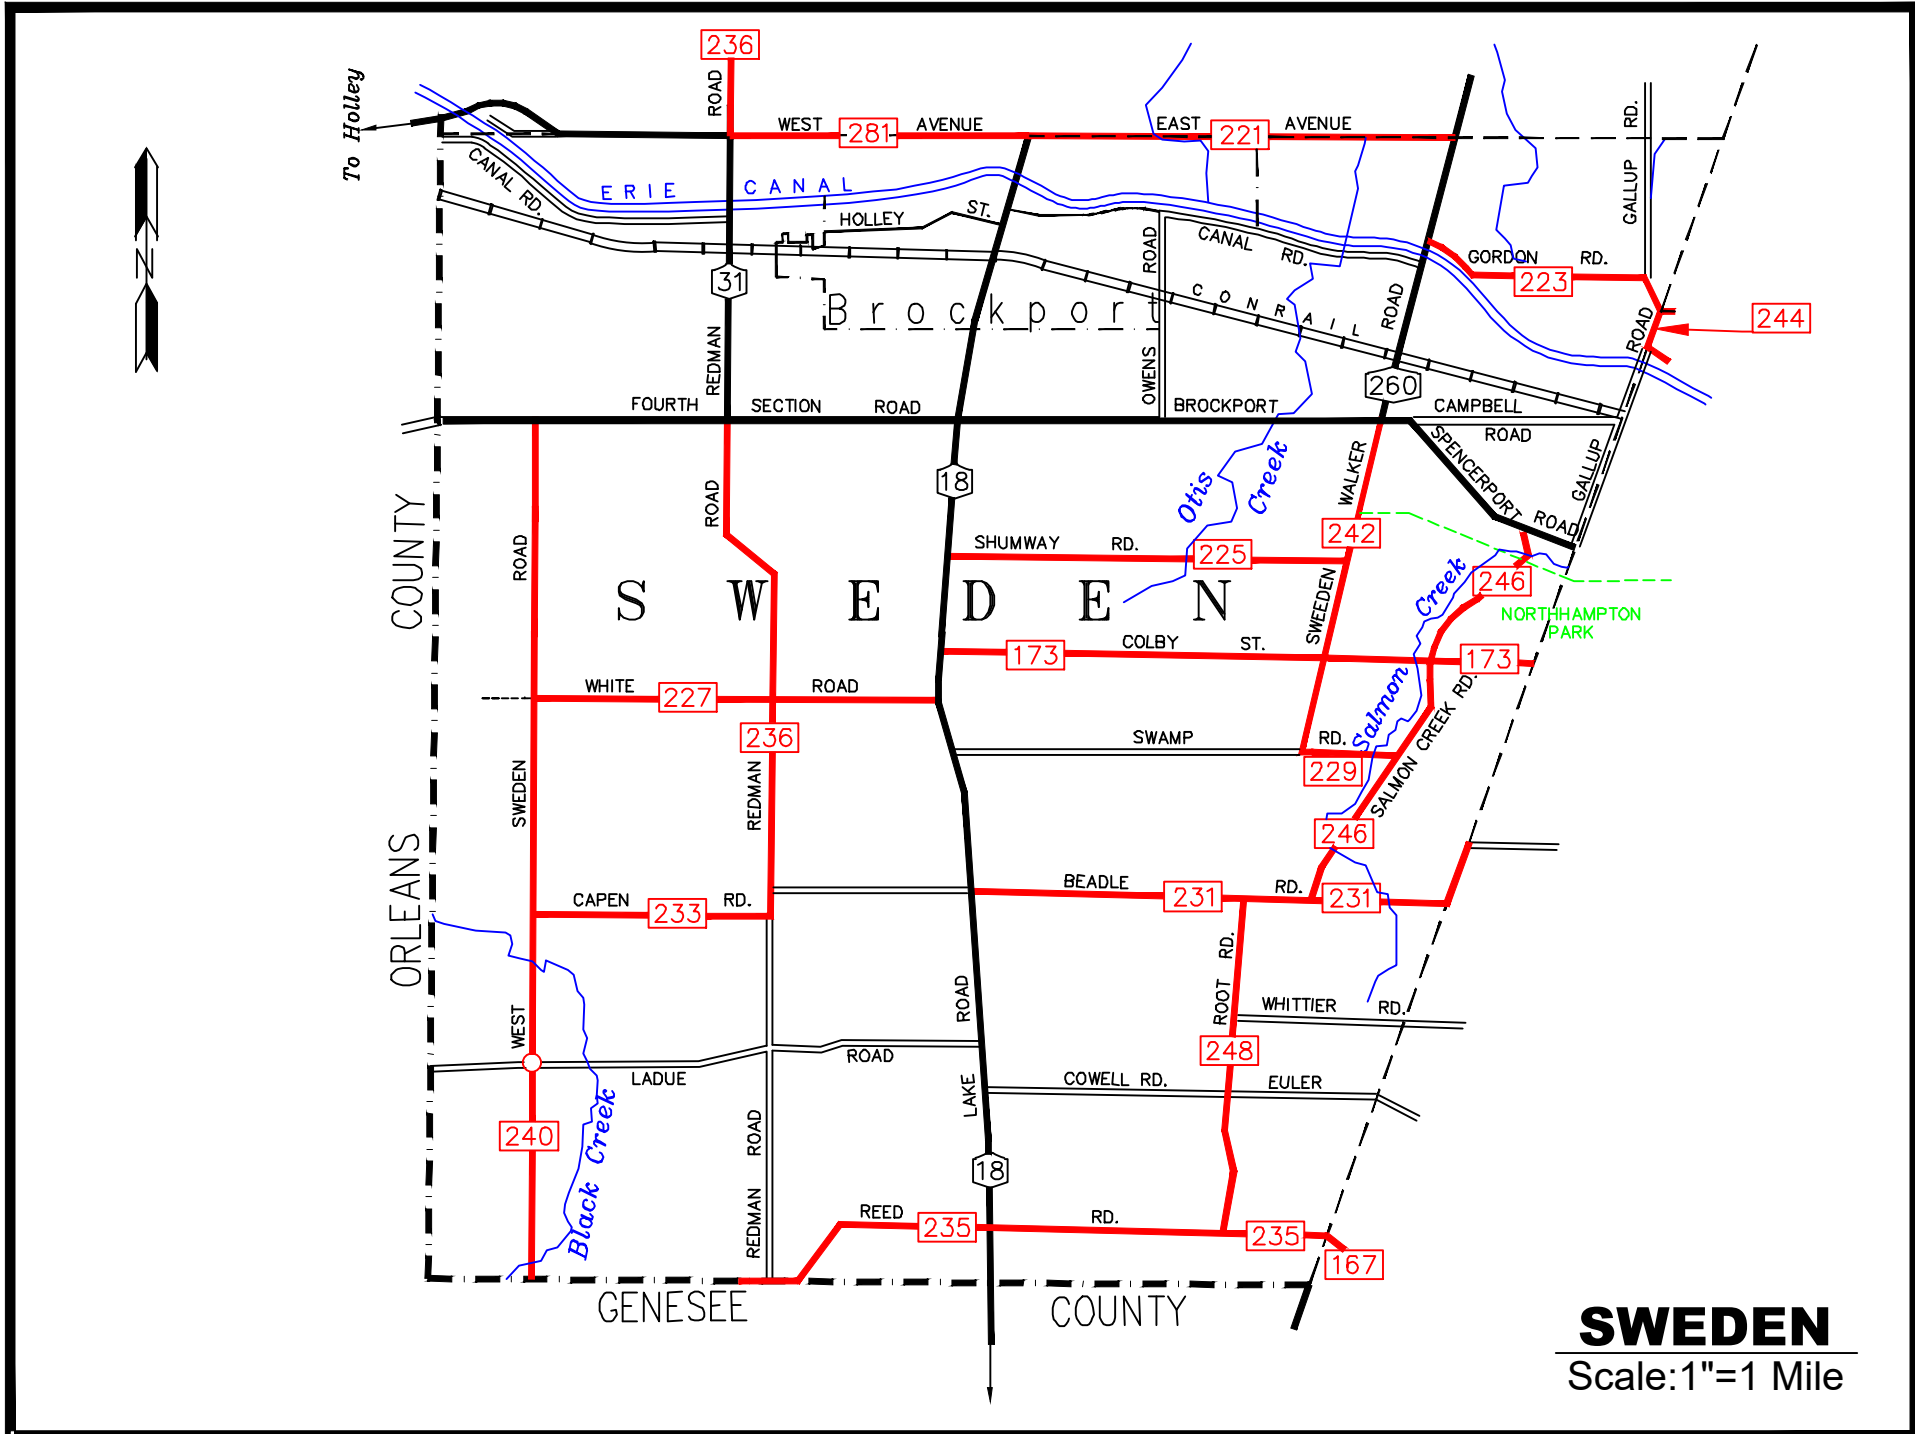 236
To Holley
ROAD
WEST 281 AVENUE
EAST 221 AVENUE
GALLUP RD.
CANAL RD.
ERIE CANAL
HOLLEY ST.
N
31
REDMAN
Brockport
OWENS ROAD
CANAL RD.
CONRAIL
ROAD
GORDON RD.
223
244
ROAD
260
FOURTH SECTION ROAD
BROCKPORT
CAMPBELL
ROAD
SPENCERPORT ROAD
GALLUP
WALKER
18
Otis Creek
ROAD
ROAD
COUNTY
242
SHUMWAY RD.
225
246
SWEDEN
SWEEDEN
Creek
NORTHHAMPTON
PARK
173
COLBY ST.
173
WHITE 227 ROAD
236
Salmon
SWAMP RD.
229
SALMON CREEK RD.
SWEDEN
REDMAN
246
ORLEANS
CAPEN RD.
233
BEADLE 231 RD. 231
ROOT RD.
WEST
ROAD
WHITTIER RD.
248
LADUE ROAD
LAKE
COWELL RD. EULER
240
Black Creek
ROAD
REDMAN
18
REED 235 RD. 235
167
GENESEE COUNTY
SWEDEN
Scale:1"=1 Mile